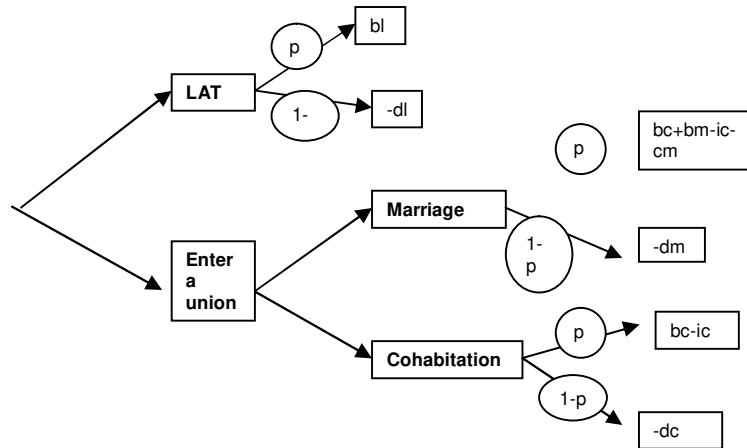 bl
p
LAT
1-
-dl
p
bc+bm-ic-
cm
Marriage
1-
p
-dm
Enter
a
union
p
bc-ic
Cohabitation
1-p
-dc